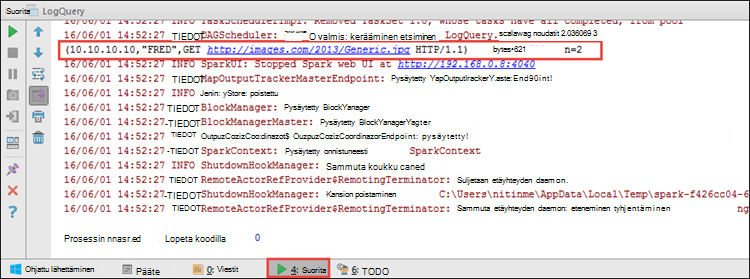 Suorita LogQuery
16/06/01 14:52:27 INFO TaskSchedulerImpl: Removed TaskSet 1.0, whose tasks have all completed, from pool
16/06/01 14:52:27 TIEDOT DAGScheduler: O valmis: kerääminen etsiminen LogQuery. scalawag noudatit 2.036069 3
(10.10.10.10,"FRED",GET http://images.com/2013/Generic.jpg HTTP/1.1) bytes=621 n=2
16/06/01 14:52:27 INFO SparkUI: Stopped Spark web UI at http://192.168.0.8:4040
16/06/01 14:52:27 -TIEDOT MapOutputTrackerMasterEndpoint: Pysäytetty YapOutputIrackerY.aste:End90int!
16/06/01 14:52:27 INFO Jenin: yStore: poistettu
16/06/01 14:52:27 -TIEDOT BlockManager: Pysäytetty BlockYanager
16/06/01 14:52:27 -TIEDOT BlockManagerMaster: Pysäytetty BlockYanagerYagter
16/06/01 14:52:27 -TIEDOT OutpuzCozizCoo:dinazot$ OuzpuzCozizCoordinazorEndpoint: pysäytetty!
16/06/01 14:52:27 -TIEDOT SparkContext: Pysäytetty onnistuneesti SparkContext
16/06/01 14:52:27 INFO ShutdownHookManager: Sammuta koukku caned
16/06/01 14:52:27 -TIEDOT RemoteActorRefProvider$RemotingTerminator: Suljetaan etäyhteyden daemon.
16/06/01 14:52:27 -TIEDOT ShutdownHookManager: Kansion poistaminen C:\Users\nitinme\AppData\Local\Temp\spark-f426cc04-6
16/06/01 14:52:27 -TIEDOT RemoteActorRefProvider$RemotingTerminator: Sammuta etäyhteyden daemon: eteneminen tyhjentäminen ng
Prosessin nnasr.ed Lopeta koodilla 0
Ohjattu lähettäminen Pääte 0: Viestit 4: Suorita 6: TODO